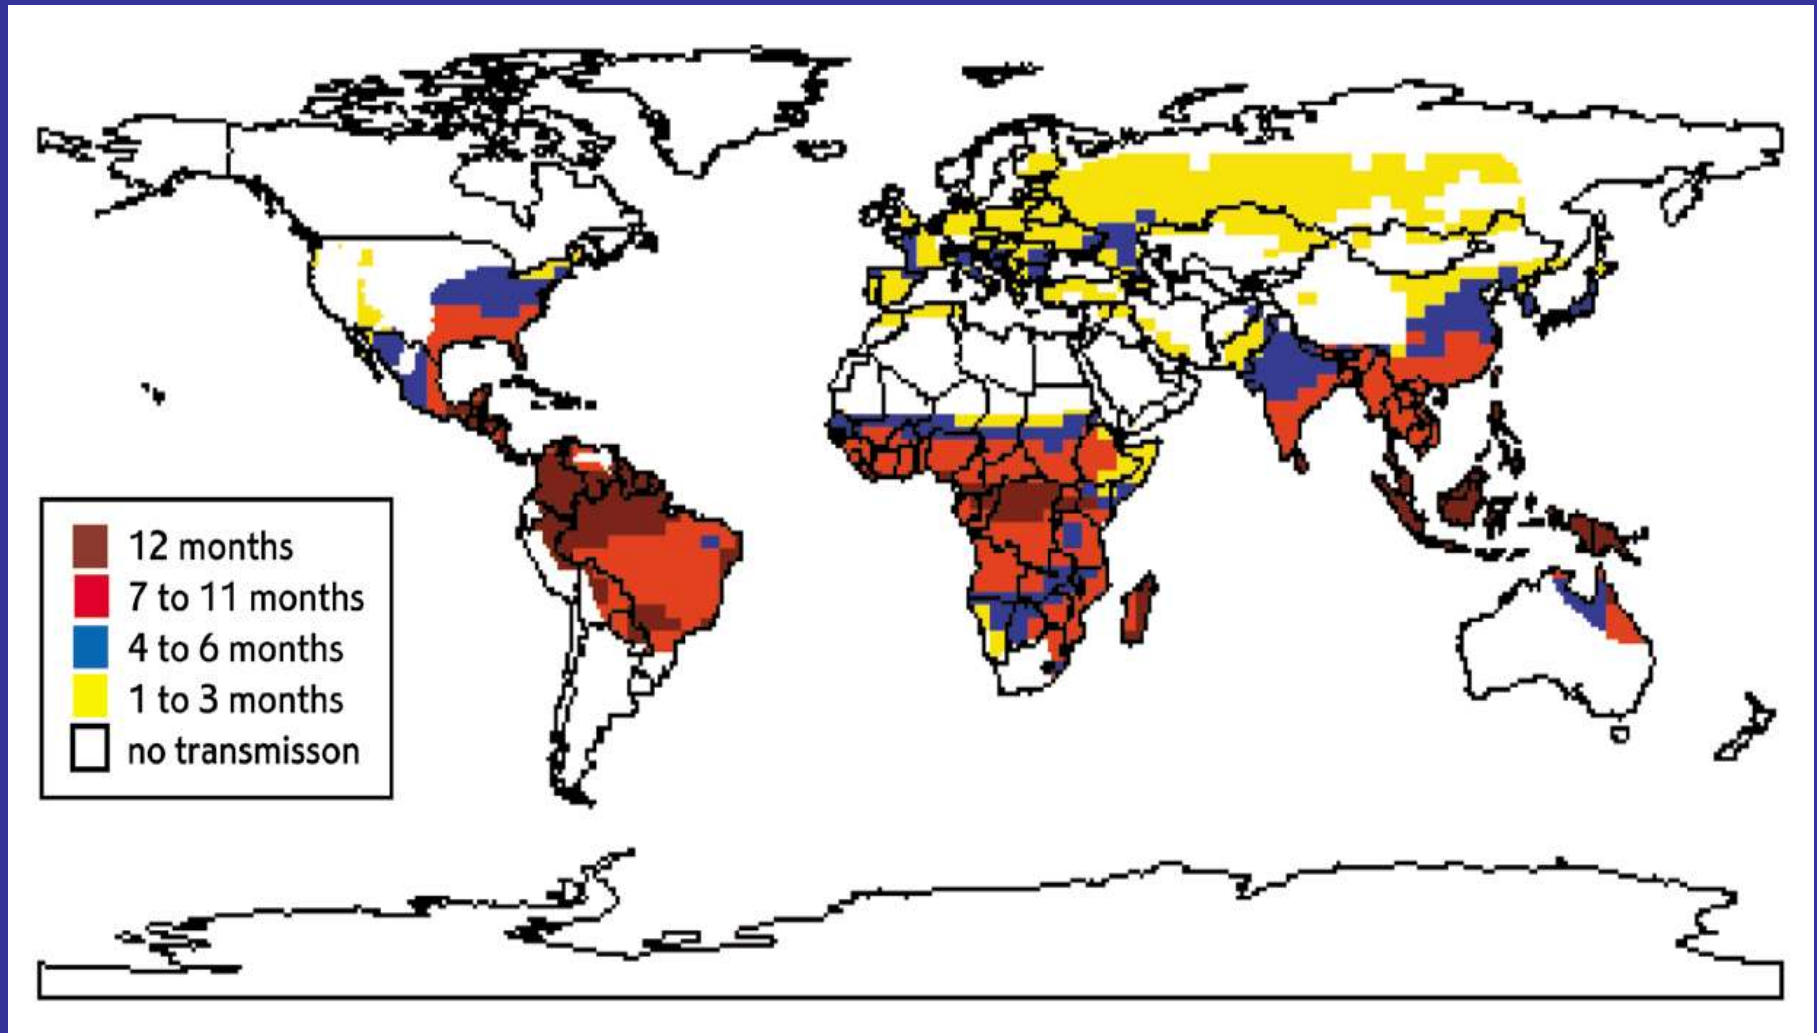 12 months
7 to 11 months
4 to 6 months
1 to 3 months
no transmisson